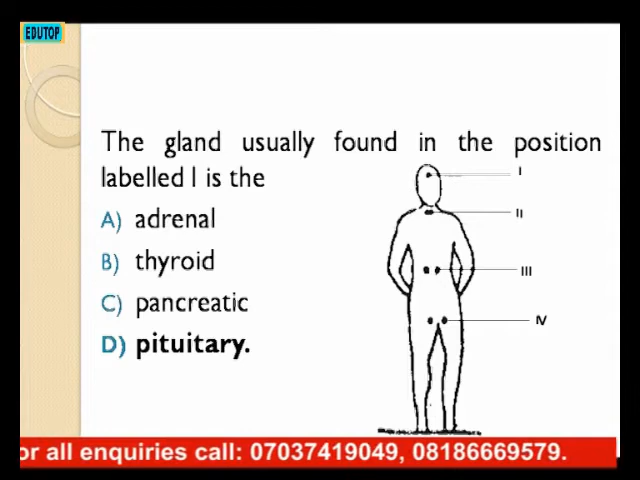 EDUTOP
The gland usually found in the position
labelled I is the
A) adrenal
B) thyroid
C) pancreatic
D) pituitary.
I
II
III
IV
or all enquiries call: 07037419049, 08186669579.